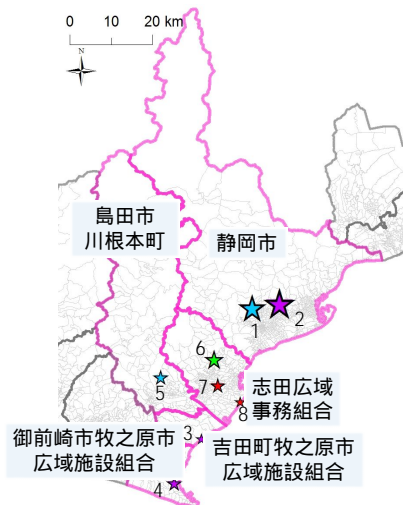 0 10 20 km
N
島田市
川根本町
静岡市
1
2
6
7
5
8
志田広域
事務組合
3
御前崎市牧之原市
広域施設組合
吉田町牧之原市
広域施設組合
4